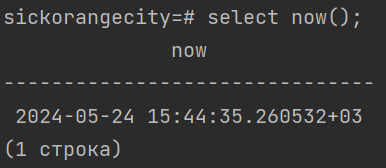 sickorangecity=# select now();
now
-------------------------------
2024-05-24 15:44:35.260532+03
(1 строка)